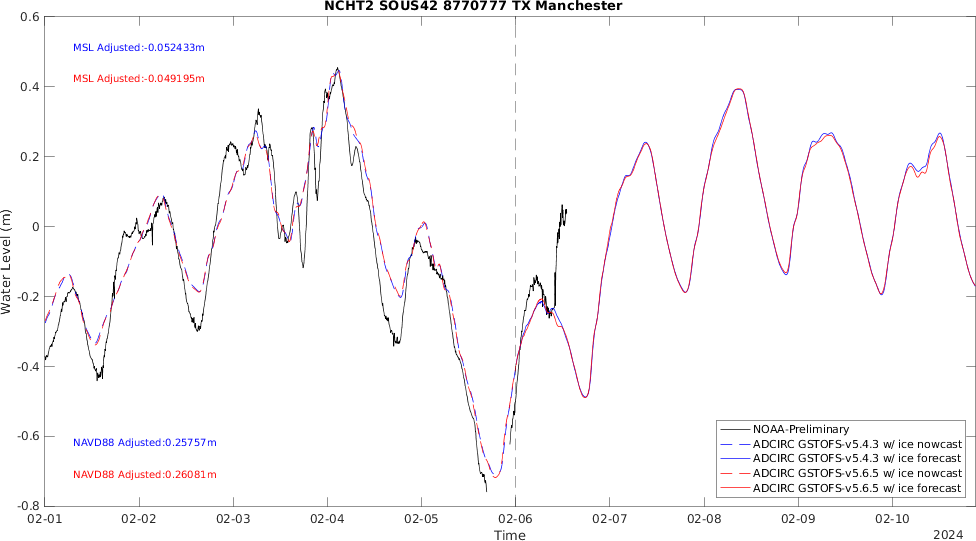 NCHT2 SOUS42 8770777 TX Manchester
0.6
MSL Adjusted:-0.052433m
0.4
MSL Adjusted:-0.049195m
0.2
0
Water Level (m)
-0.2
-0.4
NAVD88 Adjusted:0.25757m
-0.6
NAVD88 Adjusted:0.26081m
NOAA-Preliminary
ADCIRC GSTOFS-v5.4.3 w/ ice nowcast
ADCIRC GSTOFS-v5.4.3 w/ ice forecast
ADCIRC GSTOFS-v5.6.5 w/ ice nowcast
ADCIRC GSTOFS-v5.6.5 w/ ice forecast
-0.8
02-01 02-02 02-03 02-04 02-05 02-06 02-07 02-08 02-09 02-10
Time
2024